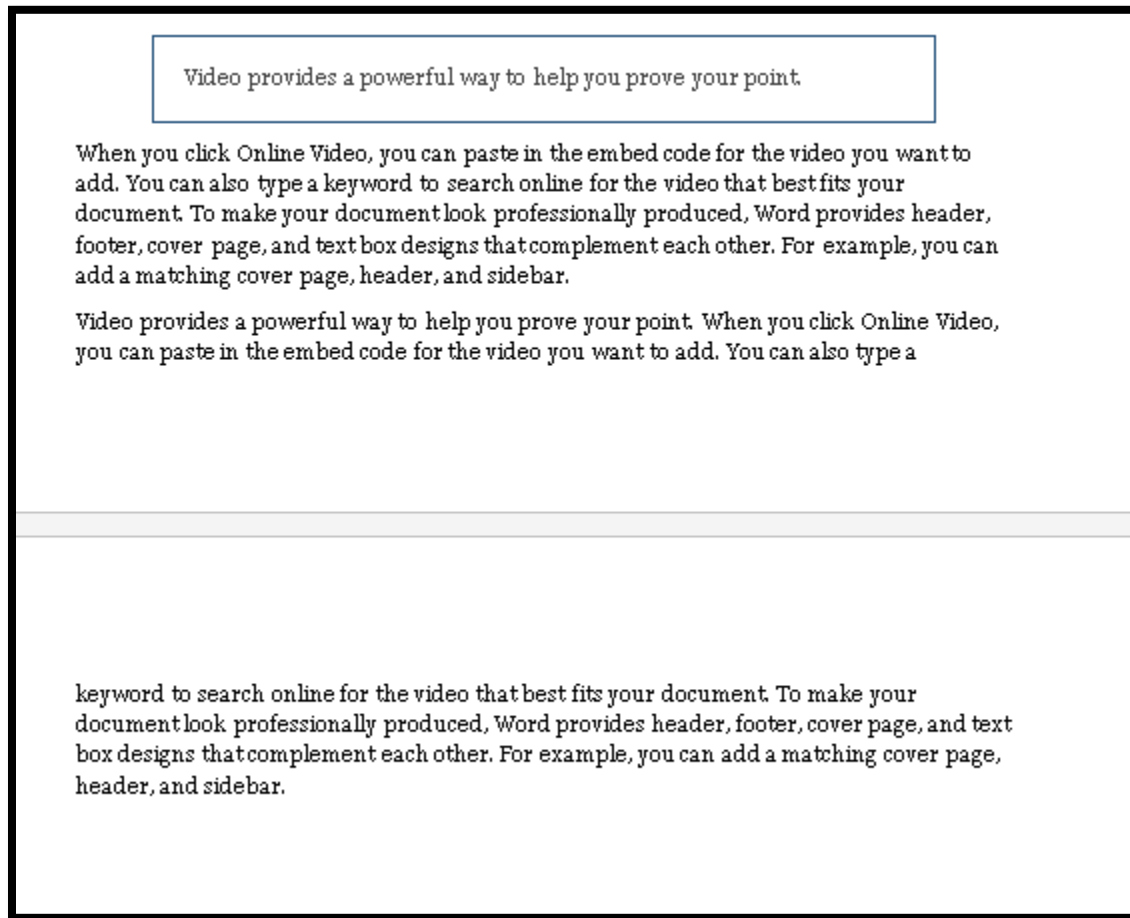 Video provides a powerful way to help you prove your point.
When you click Online Video, you can paste in the embed code for the video you want to
add. You can also type a keyword to search online for the video that best fits your
document. To make your document look professionally produced, Word provides header,
footer, cover page, and text box designs that complement each other. For example, you can
add a matching cover page, header, and sidebar.
Video provides a powerful way to help you prove your point. When you click Online Video,
you can paste in the embed code for the video you want to add. You can also type a
keyword to search online for the video that best fits your document. To make your
document look professionally produced, Word provides header, footer, cover page, and text
box designs that complement each other. For example, you can add a matching cover page,
header, and sidebar.